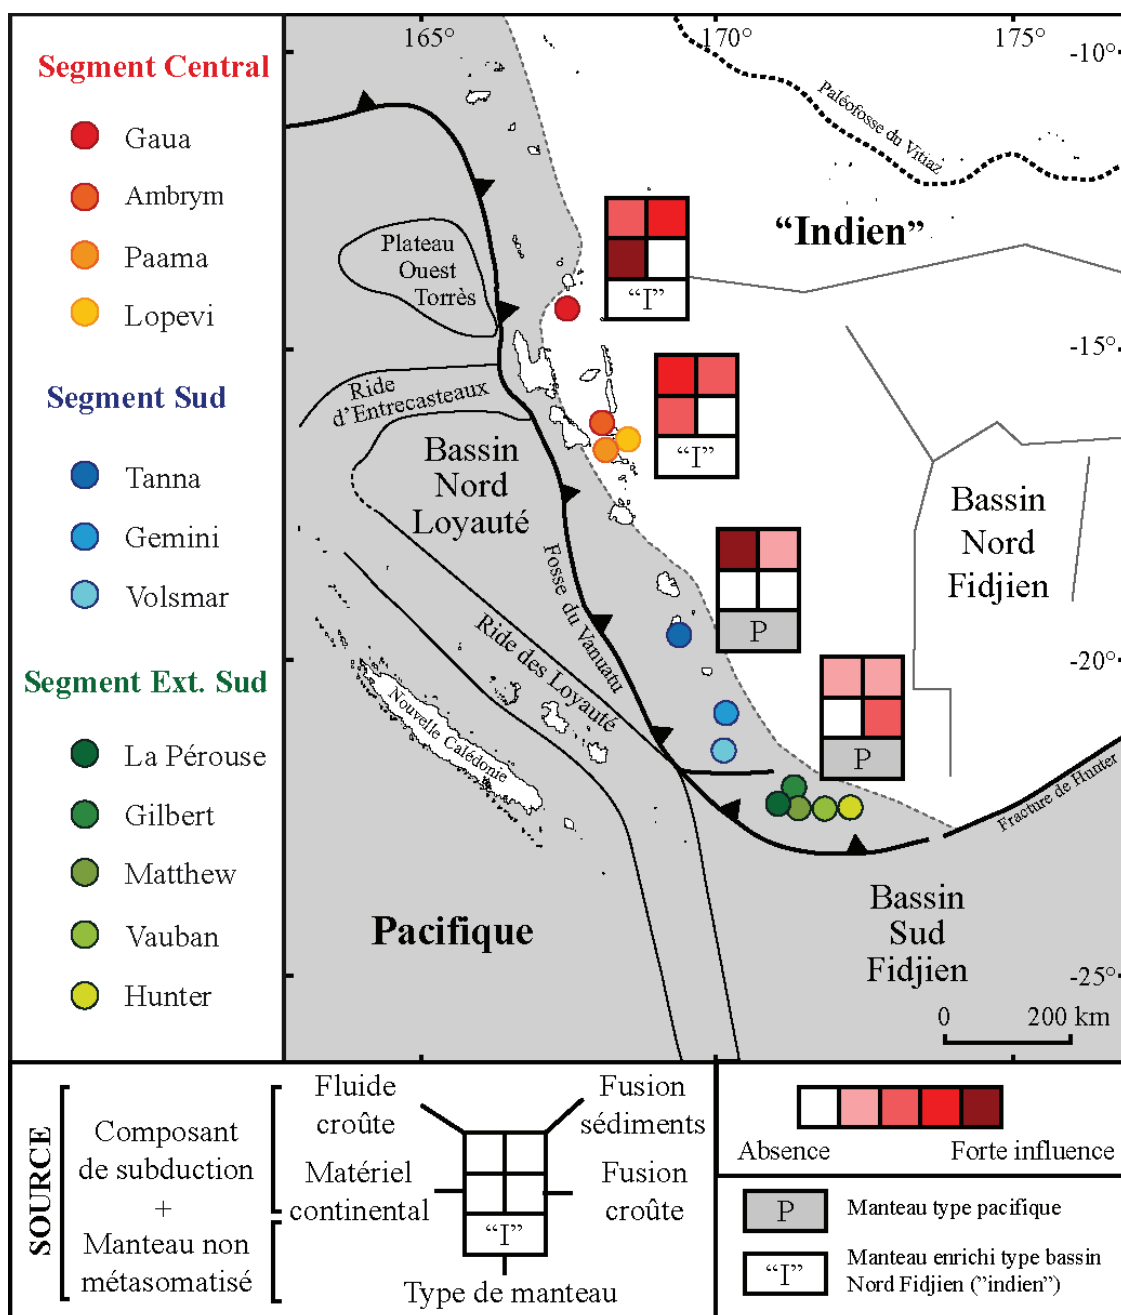 Segment Central
Gaua
Ambrym
Paama
Lopevi
Segment Sud
Tanna
Gemini
Volsmar
Segment Ext. Sud
La Pérouse
Gilbert
Matthew
Vauban
Hunter
165°
170°
175°
-10°
-15°
-20°
-25°
Paléofosse du Vitiaz
"Indien"
Plateau
Ouest
Torrès
"I"
Ride
d'Entrecasteaux
"I"
Bassin
Nord
Loyauté
Bassin
Nord
Fidjien
Fosse du Vanuatu
Ride des Loyauté
P
Nouvelle Calédonie
P
Fracture de Hunter
Pacifique
Bassin
Sud
Fidjien
0 200 km
SOURCE
Composant
de subduction
+
Manteau non
métasomatisé
Fluide
croûte
Fusion
sédiments
Matériel
continental
Fusion
croûte
"I"
Type de manteau
Absence
Forte influence
P
Manteau type pacifique
"I"
Manteau enrichi type bassin
Nord Fidjien ("indien")